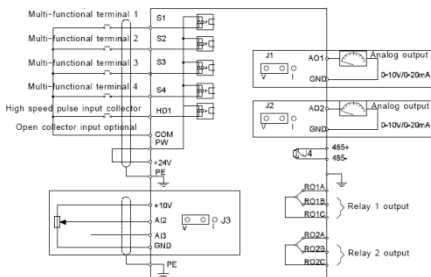 Multi-functional terminal 1
S1
Multi-functional terminal 2
S2
Multi-functional terminal 3
S3
Multi-functional terminal 4
S4
High speed pulse input collector
HD1
Open collector input optional
COM
PW
+24V
PE
+10V
AI2
AI3
GND
V
I
J3
PE
J1
V
I
AO1
Analog output
GND
0-10V/0-20mA
J2
V
I
AO2
Analog output
GND
0-10V/0-20mA
J4
485+
485-
RO1A
RO1B
RO1C
Relay 1 output
RO2A
RO2B
RO2C
Relay 2 output